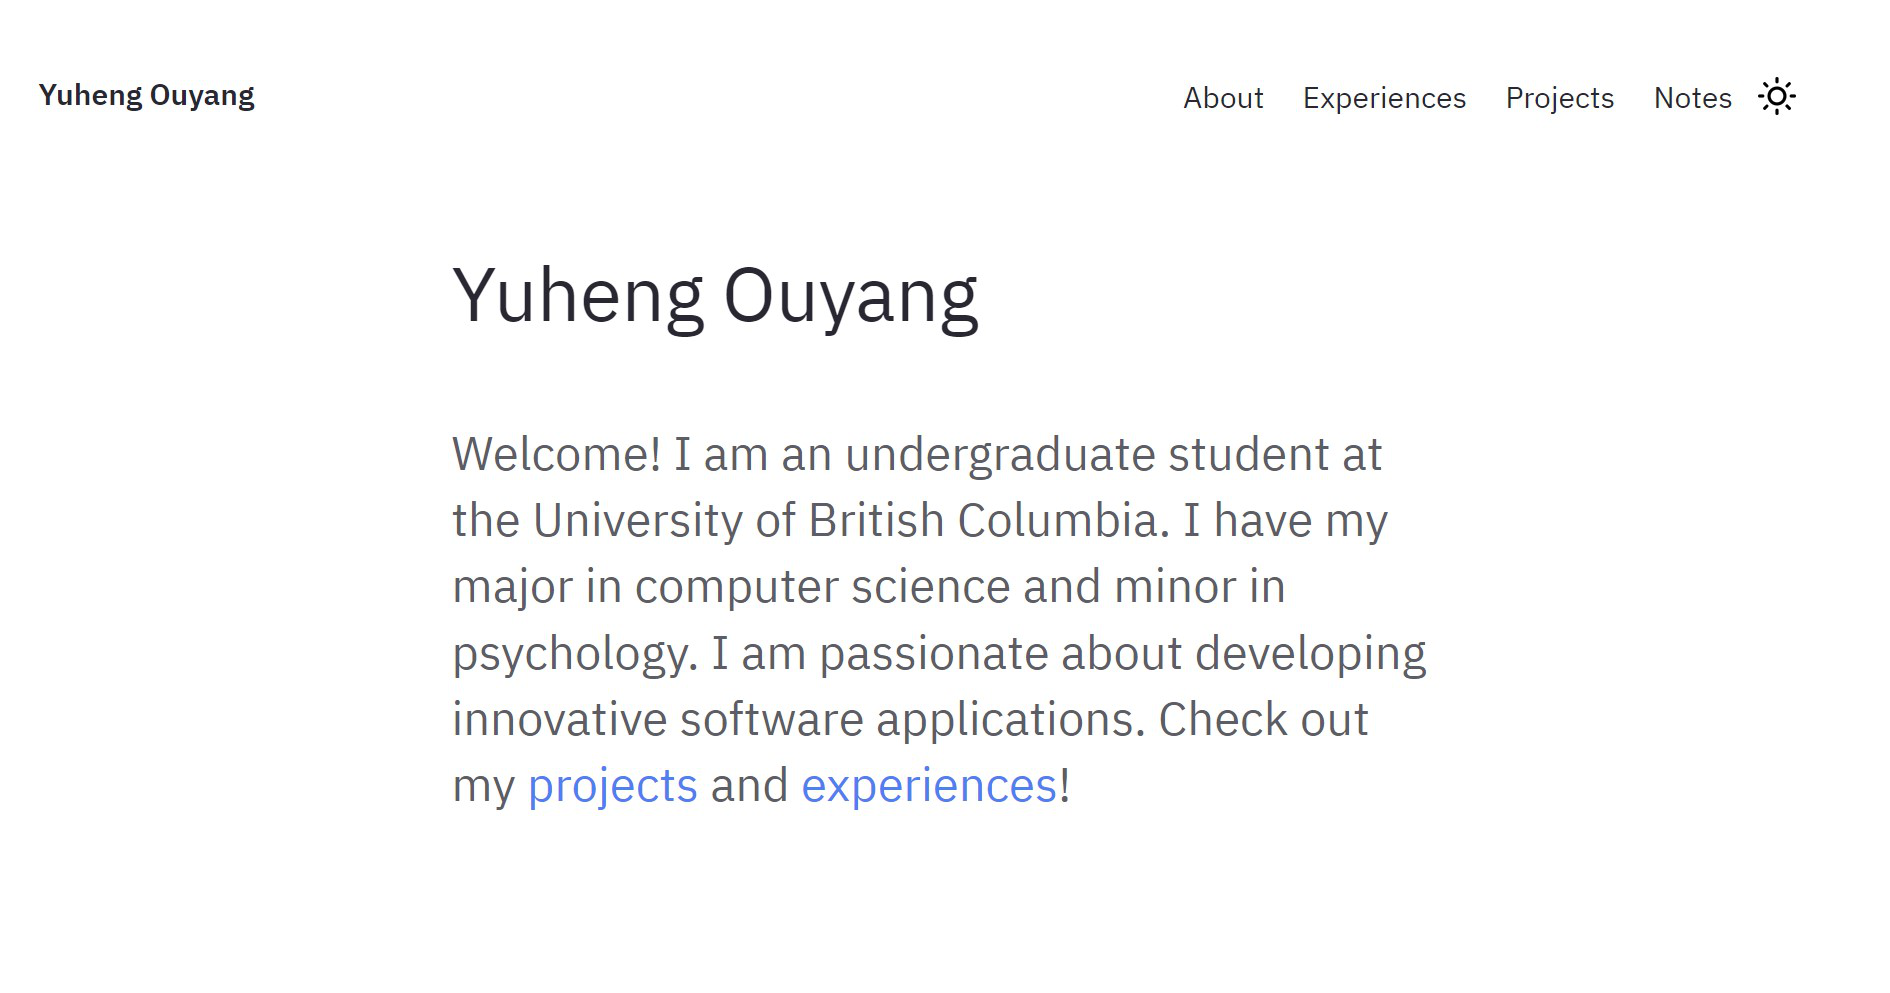 Yuheng Ouyang
About Experiences Projects Notes
Yuheng Ouyang
Welcome! I am an undergraduate student at
the University of British Columbia. I have my
major in computer science and minor in
psychology. I am passionate about developing
innovative software applications. Check out
my projects and experiences!